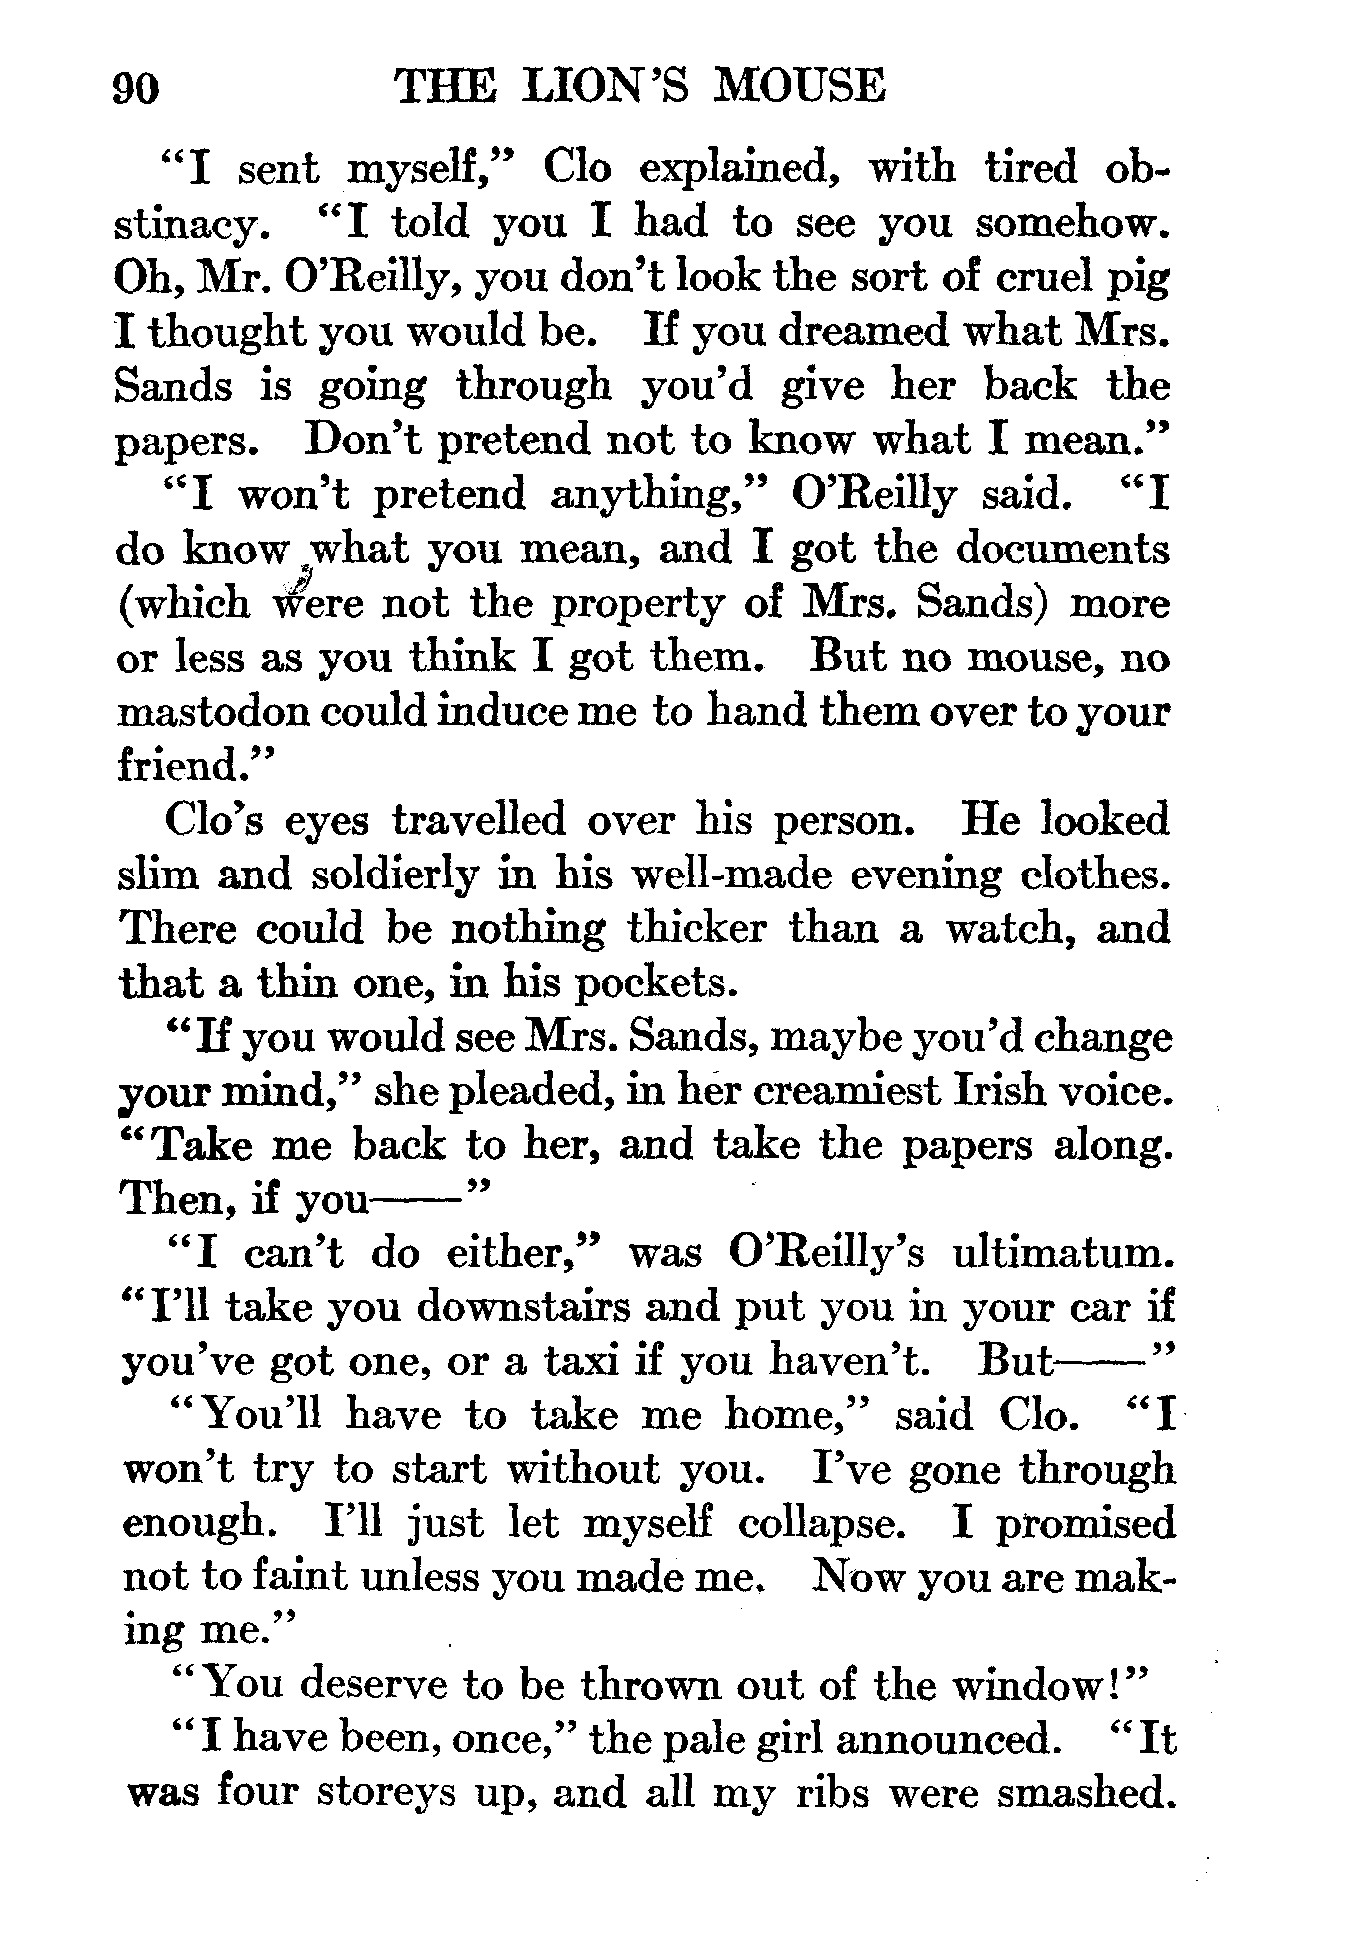 90 THE LION'S MOUSE
"I sent myself," Clo explained, with tired ob-
stinacy. "I told you I had to see you somehow.
Oh, Mr. O'Reilly, you don't look the sort of cruel pig
I thought you would be. If you dreamed what Mrs.
Sands is going through you'd give her back the
papers. Don't pretend not to know what I mean."
"I won't pretend anything," O'Reilly said. "I
do know what you mean, and I got the documents
(which were not the property of Mrs. Sands) more
or less as you think I got them. But no mouse, no
mastodon could induce me to hand them over to your
friend."
Clo's eyes travelled over his person. He looked
slim and soldierly in his well-made evening clothes.
There could be nothing thicker than a watch, and
that a thin one, in his pockets.
"If you would see Mrs. Sands, maybe you'd change
your mind," she pleaded, in her creamiest Irish voice.
"Take me back to her, and take the papers along.
Then, if you——"
"I can't do either," was O'Reilly's ultimatum.
"I'll take you downstairs and put you in your car if
you've got one, or a taxi if you haven't. But——"
"You'll have to take me home," said Clo. "I
won't try to start without you. I've gone through
enough. I'll just let myself collapse. I promised
not to faint unless you made me. Now you are mak-
ing me."
"You deserve to be thrown out of the window!"
"I have been, once," the pale girl announced. "It
was four storeys up, and all my ribs were smashed.